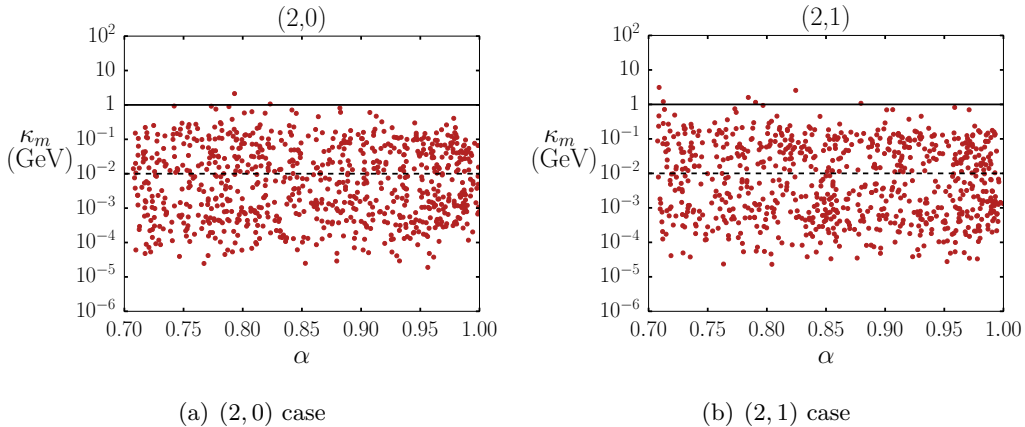 (2,0)
10^2
10
1
κ_m
(GeV)
10^{-1}
10^{-2}
10^{-3}
10^{-4}
10^{-5}
10^{-6}
0.70 0.75 0.80 0.85 0.90 0.95 1.00
α
(a) (2, 0) case
(2,1)
10^2
10
1
κ_m
(GeV)
10^{-1}
10^{-2}
10^{-3}
10^{-4}
10^{-5}
10^{-6}
0.70 0.75 0.80 0.85 0.90 0.95 1.00
α
(b) (2, 1) case